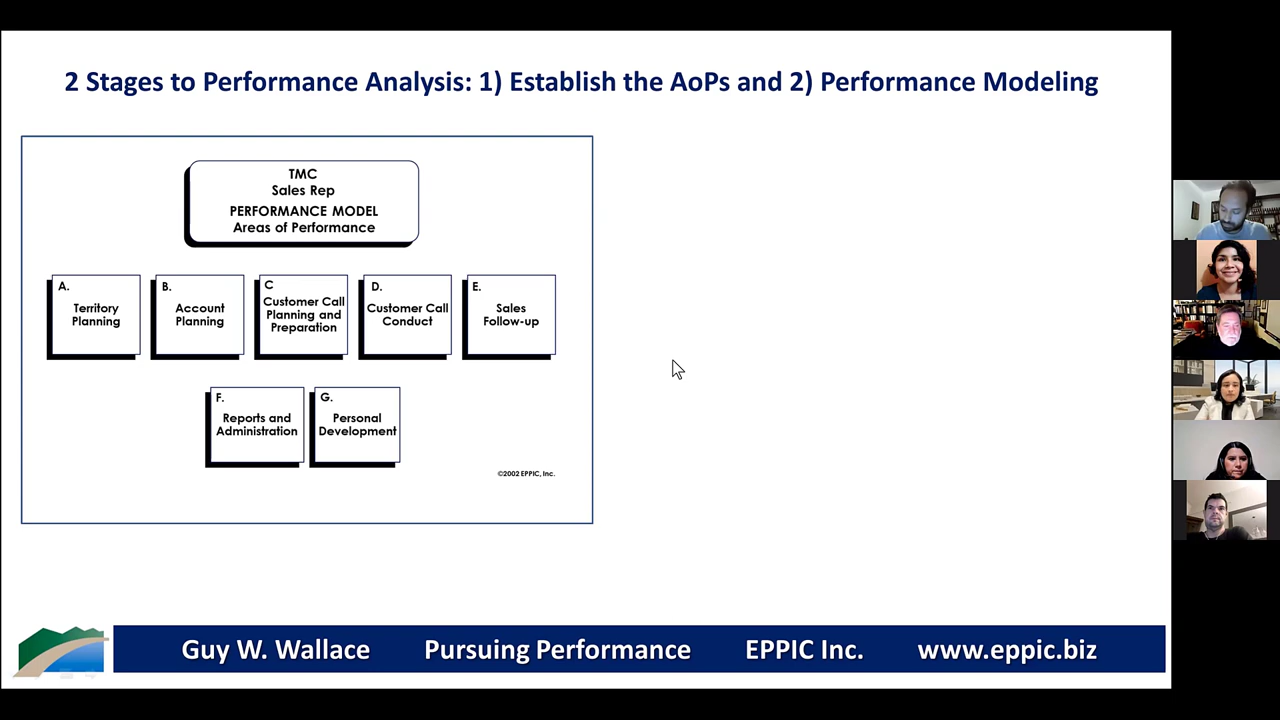 2 Stages to Performance Analysis: 1) Establish the AoPs and 2) Performance Modeling
TMC
Sales Rep
PERFORMANCE MODEL
Areas of Performance
A.
Territory
Planning
B.
Account
Planning
C
Customer Call
Planning and
Preparation
D.
Customer Call
Conduct
E.
Sales
Follow-up
F.
Reports and
Administration
G.
Personal
Development
©2002 EPPIC, Inc.
Guy W. Wallace Pursuing Performance EPPIC Inc. www.eppic.biz